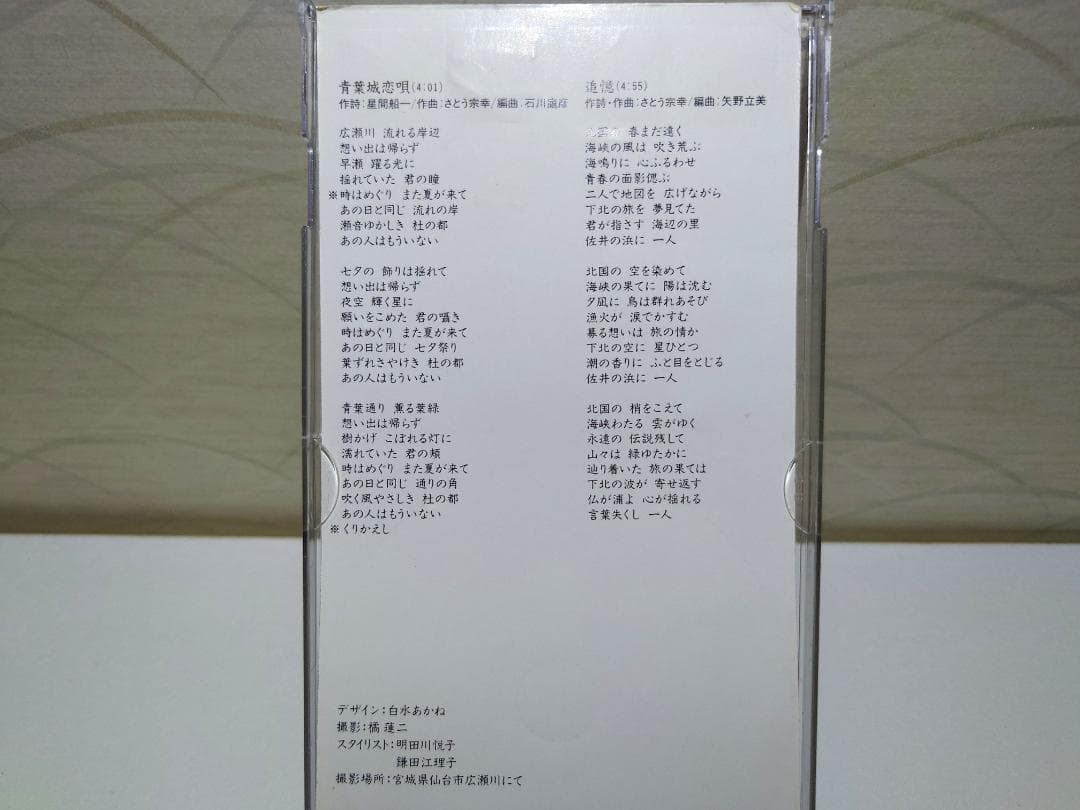 青葉城恋唄(4:01)
作詩:星間船一/作曲:さとう宗幸/編曲:石川鷹彦
広瀬川 流れる岸辺
想い出は帰らず
早瀬 躍る光に
揺れていた 君の瞳
※時はめぐり また夏が来て
あの日と同じ 流れの岸
瀬音ゆかしき 杜の都
あの人はもういない
七夕の 飾りは揺れて
想い出は帰らず
夜空 輝く星に
願いをこめた 君の囁き
時はめぐり また夏が来て
あの日と同じ 七夕祭り
葉ずれさやけき 杜の都
あの人はもういない
青葉通り 薫る葉緑
想い出は帰らず
樹かげ こぼれる灯に
濡れていた 君の頬
時はめぐり また夏が来て
あの日と同じ 通りの角
吹く風やさしき 杜の都
あの人はもういない
※くりかえし
追憶(4:55)
作詩・作曲:さとう宗幸/編曲:矢野立美
北国の 春まだ遠く
海峡の風は 吹き荒ぶ
海鳴りに 心ふるわせ
青春の面影偲ぶ
二人で地図を 広げながら
下北の旅を 夢見てた
君が指さす 海辺の里
佐井の浜に 一人
北国の 空を染めて
海峡の果てに 陽は沈む
夕凪に 鳥は群れあそび
漁火が 涙でかすむ
募る想いは 旅の情か
下北の空に 星ひとつ
潮の香りに ふと目をとじる
佐井の浜に 一人
北国の 梢をこえて
海峡わたる 雲がゆく
永遠の 伝説残して
山々は 緑ゆたかに
辿り着いた 旅の果ては
下北の波が 寄せ返す
仏が浦よ 心が揺れる
言葉失くし 一人
デザイン:白水あかね
撮影:橘 蓮二
スタイリスト:明田川悦子
鎌田江理子
撮影場所:宮城県仙台市広瀬川にて